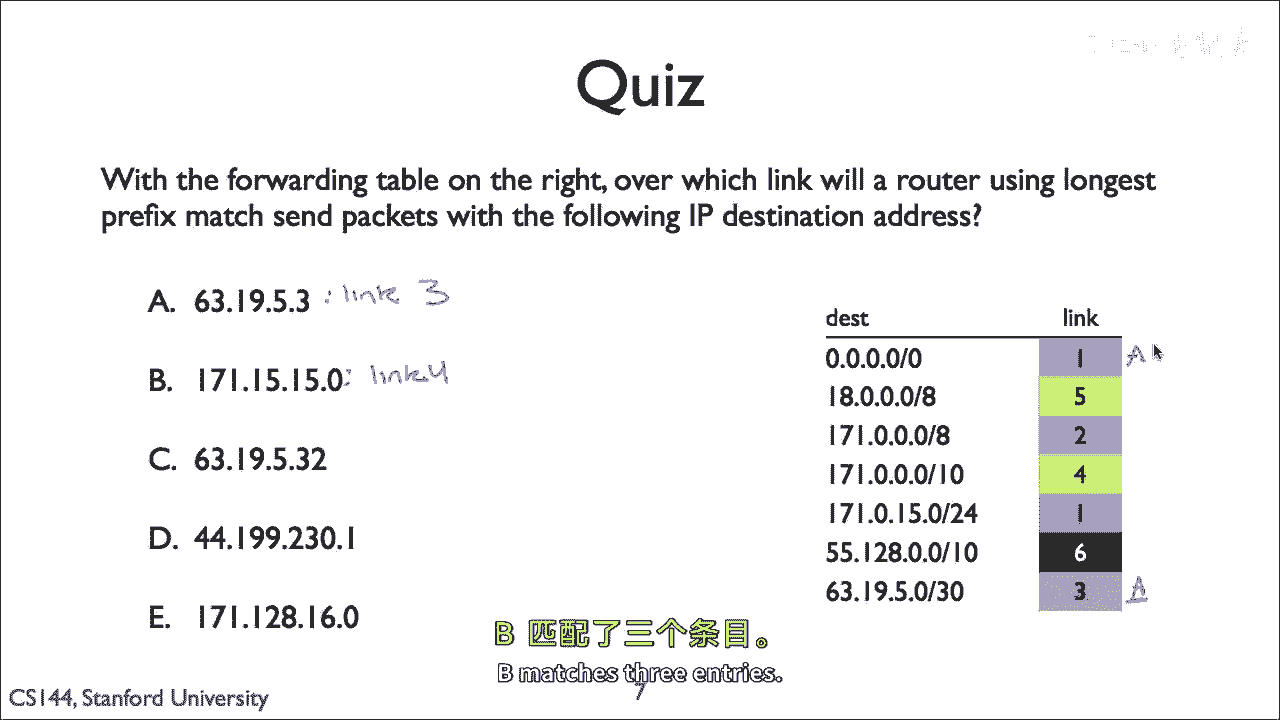 Quiz
With the forwarding table on the right, over which link will a router using longest
prefix match send packets with the following IP destination address?
A. 63.19.5.3 : link 3
B. 171.15.15.0: link 4
C. 63.19.5.32
D. 44.199.230.1
E. 171.128.16.0
dest link
0.0.0.0/0 1 A
18.0.0.0/8 5
171.0.0.0/8 2
171.0.0.0/10 4
171.0.15.0/24 1
55.128.0.0/10 6
63.19.5.0/30 3 A
B 匹配了三个条目。
B matches three entries.
7
CS144, Stanford University